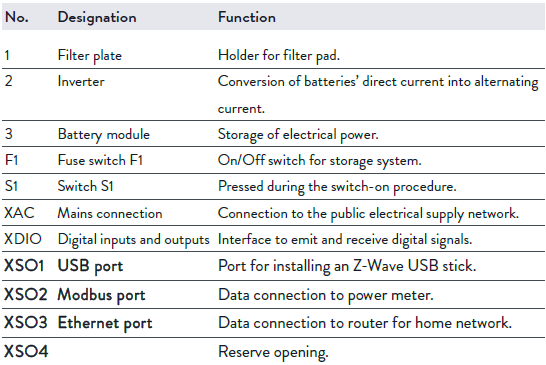 No. Designation Function
1 Filter plate Holder for filter pad.
2 Inverter Conversion of batteries’ direct current into alternating
current.
3 Battery module Storage of electrical power.
F1 Fuse switch F1 On/Off switch for storage system.
S1 Switch S1 Pressed during the switch-on procedure.
XAC Mains connection Connection to the public electrical supply network.
XDIO Digital inputs and outputs Interface to emit and receive digital signals.
XSO1 USB port Port for installing an Z-Wave USB stick.
XSO2 Modbus port Data connection to power meter.
XSO3 Ethernet port Data connection to router for home network.
XSO4 Reserve opening.